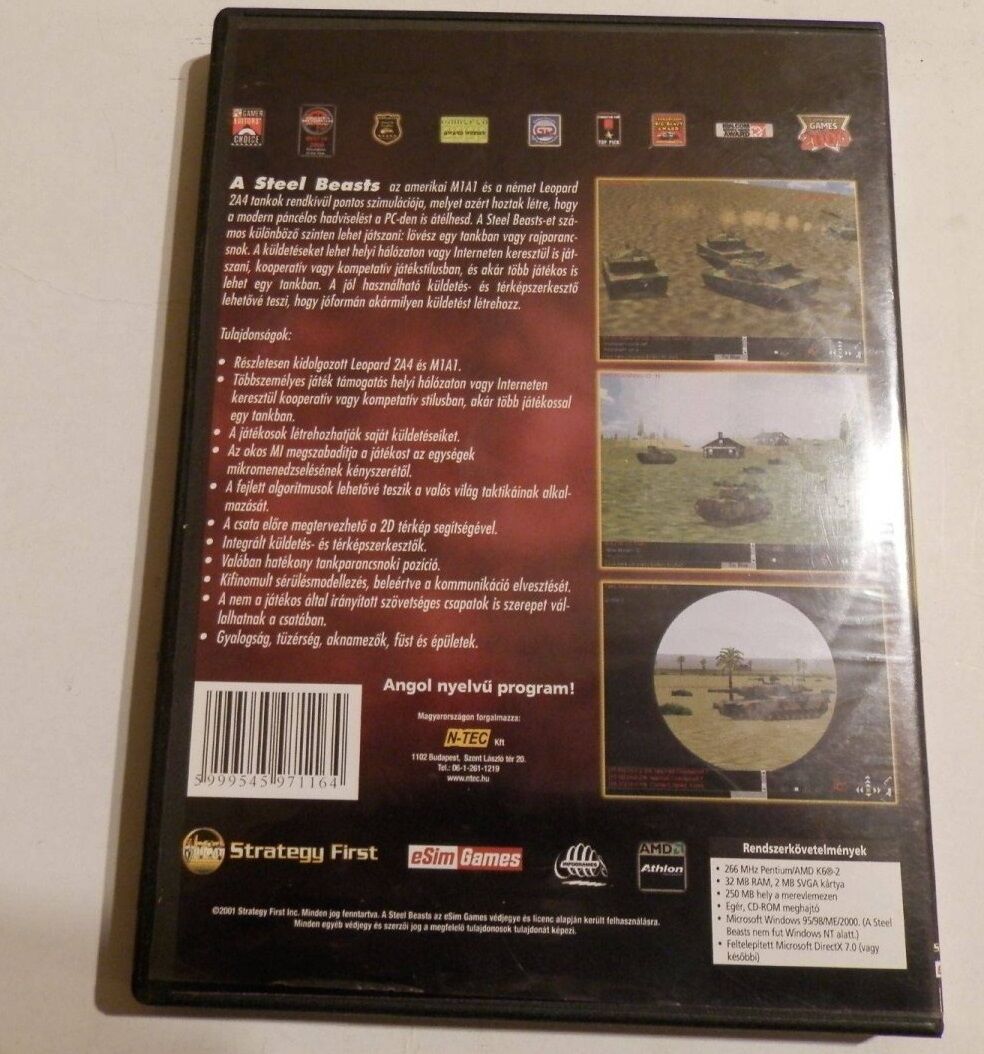 PC GAMER
EDITORS'
CHOICE
TOP PICK
AWARD
GAMES
2000
A Steel Beasts az amerikai M1A1 és a német Leopard
2A4 tankok rendkívül pontos szimulációja, melyet azért hoztak létre, hogy
a modern páncélos hadviselést a PC-den is átélhesd. A Steel Beasts-et szá-
mos különböző szinten lehet játszani: lövész egy tankban vagy rajparanc-
snok. A küldetéseket lehet helyi hálózaton vagy Interneten keresztül is ját-
szani, kooperatív vagy kompetatív játékstílusban, és akár több játékos is
lehet egy tankban. A jól használható küldetés- és térképszerkesztő
lehetővé teszi, hogy jóformán akármilyen küldetést létrehozz.
Tulajdonságok:
• Részletesen kidolgozott Leopard 2A4 és M1A1.
• Többszemélyes játék támogatás helyi hálózaton vagy Interneten
keresztül kooperatív vagy kompetatív stílusban, akár több játékossal
egy tankban.
• A játékosok létrehozhatják saját küldetéseiket.
• Az okos MI megszabadítja a játékost az egységek
mikromenedzselésének kényszerétől.
• A fejlett algoritmusok lehetővé teszik a valós világ taktikáinak alkal-
mazását.
• A csata előre megtervezhető a 2D térkép segítségével.
• Integrált küldetés- és térképszerkesztők.
• Valóban hatékony tankparancsnoki pozíció.
• Kifinomult sérülésmodellezés, beleértve a kommunikáció elvesztését.
• A nem a játékos által irányított szövetséges csapatok is szerepet vál-
lalhatnak a csatában.
• Gyalogság, tüzérség, aknamezők, füst és épületek.
Angol nyelvű program!
Magyarországon forgalmazza:
N-TEC Kft
1102 Budapest, Szent László tér 20.
Tel.: 06-1-261-1219
www.ntec.hu
5999545971164
Strategy First
eSim Games
INFOGRAMES
AMD
Athlon
Rendszerkövetelmények
• 266 MHz Pentium/AMD K6®-2
• 32 MB RAM, 2 MB SVGA kártya
• 250 MB hely a merevlemezen
• Egér, CD-ROM meghajtó
• Microsoft Windows 95/98/ME/2000. (A Steel
Beasts nem fut Windows NT alatt.)
• Feltelepített Microsoft DirectX 7.0 (vagy
későbbi)
©2001 Strategy First Inc. Minden jog fenntartva. A Steel Beasts az eSim Games védjegye és licenc alapján került felhasználásra.
Minden egyéb védjegy és szerzői jog a megfelelő tulajdonosok tulajdonát képezi.